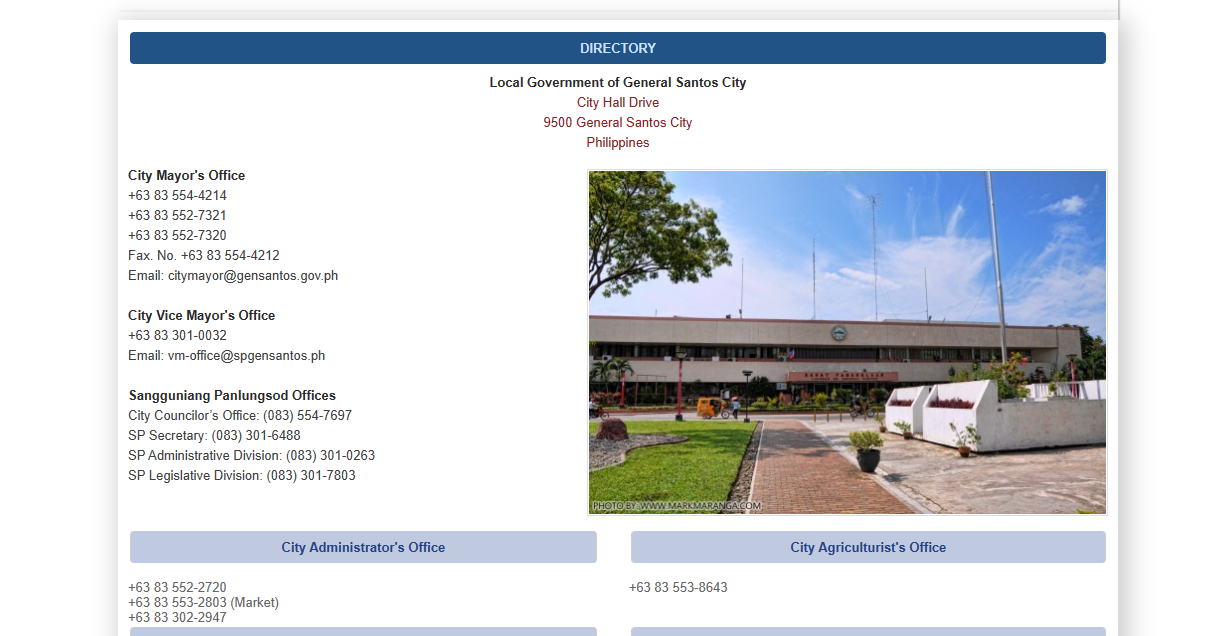 DIRECTORY
Local Government of General Santos City
City Hall Drive
9500 General Santos City
Philippines
City Mayor's Office
+63 83 554-4214
+63 83 552-7321
+63 83 552-7320
Fax. No. +63 83 554-4212
Email: citymayor@gensantos.gov.ph
City Vice Mayor's Office
+63 83 301-0032
Email: vm-office@spgensantos.ph
Sangguniang Panlungsod Offices
City Councilor’s Office: (083) 554-7697
SP Secretary: (083) 301-6488
SP Administrative Division: (083) 301-0263
SP Legislative Division: (083) 301-7803
PHOTO BY: WWW.MARKMARANGA.COM
City Administrator's Office
+63 83 552-2720
+63 83 553-2803 (Market)
+63 83 302-2947
City Agriculturist's Office
+63 83 553-8643